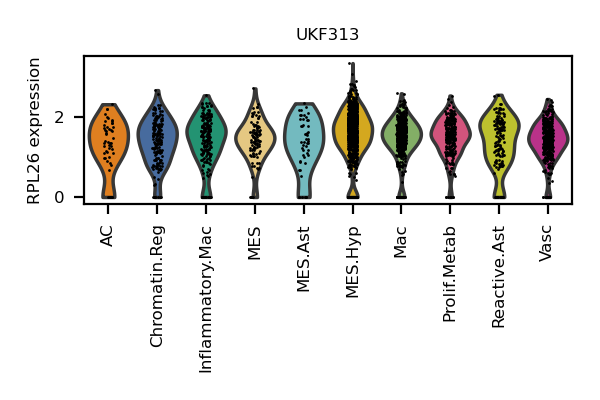 UKF313
RPL26 expression
2
0
AC
Chromatin.Reg
Inflammatory.Mac
MES
MES.Ast
MES.Hyp
Mac
Prolif.Metab
Reactive.Ast
Vasc